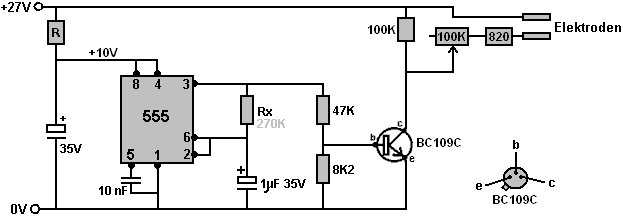 +27V
R
100K
100K
820
Elektroden
+10V
8
4
3
555
Rx
270K
47K
6
2
b
c
BC109C
e
+
35V
5
1
10 nF
+
1µF 35V
8K2
0V
b
e
c
BC109C